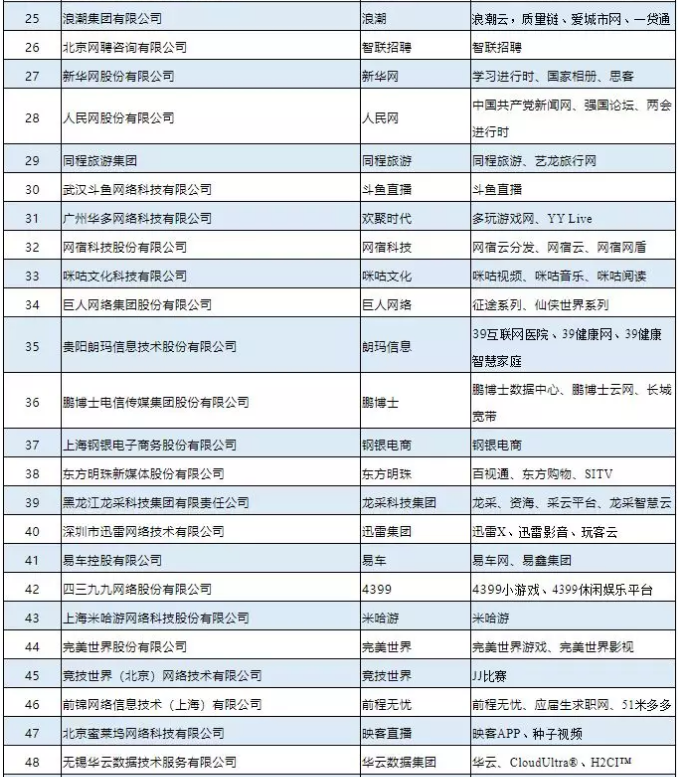 25 浪潮集团有限公司 浪潮 浪潮云，质量链、爱城市网、一贷通
26 北京网聘咨询有限公司 智联招聘 智联招聘
27 新华网股份有限公司 新华网 学习进行时、国家相册、思客
28 人民网股份有限公司 人民网 中国共产党新闻网、强国论坛、两会
进行时
29 同程旅游集团 同程旅游 同程旅游、艺龙旅行网
30 武汉斗鱼网络科技有限公司 斗鱼直播 斗鱼直播
31 广州华多网络科技有限公司 欢聚时代 多玩游戏网、YY Live
32 网宿科技股份有限公司 网宿科技 网宿云分发、网宿云、网宿网盾
33 咪咕文化科技有限公司 咪咕文化 咪咕视频、咪咕音乐、咪咕阅读
34 巨人网络集团股份有限公司 巨人网络 征途系列、仙侠世界系列
35 贵阳朗玛信息技术股份有限公司 朗玛信息 39互联网医院、39健康网、39健康
智慧家庭
36 鹏博士电信传媒集团股份有限公司 鹏博士 鹏博士数据中心、鹏博士云网、长城
宽带
37 上海钢银电子商务股份有限公司 钢银电商 钢银电商
38 东方明珠新媒体股份有限公司 东方明珠 百视通、东方购物、SITV
39 黑龙江龙采科技集团有限责任公司 龙采科技集团 龙采、资海、采云平台、龙采智慧云
40 深圳市迅雷网络技术有限公司 迅雷集团 迅雷X、迅雷影音、玩客云
41 易车控股有限公司 易车 易车网、易鑫集团
42 四三九九网络股份有限公司 4399 4399小游戏、4399休闲娱乐平台
43 上海米哈游网络科技股份有限公司 米哈游 米哈游
44 完美世界股份有限公司 完美世界 完美世界游戏、完美世界影视
45 竞技世界（北京）网络技术有限公司 竞技世界 JJ比赛
46 前锦网络信息技术（上海）有限公司 前程无忧 前程无忧、应届生求职网、51米多多
47 北京蜜莱坞网络科技有限公司 映客直播 映客APP、种子视频
48 无锡华云数据技术服务有限公司 华云数据集团 华云、CloudUltra®、H2CI™